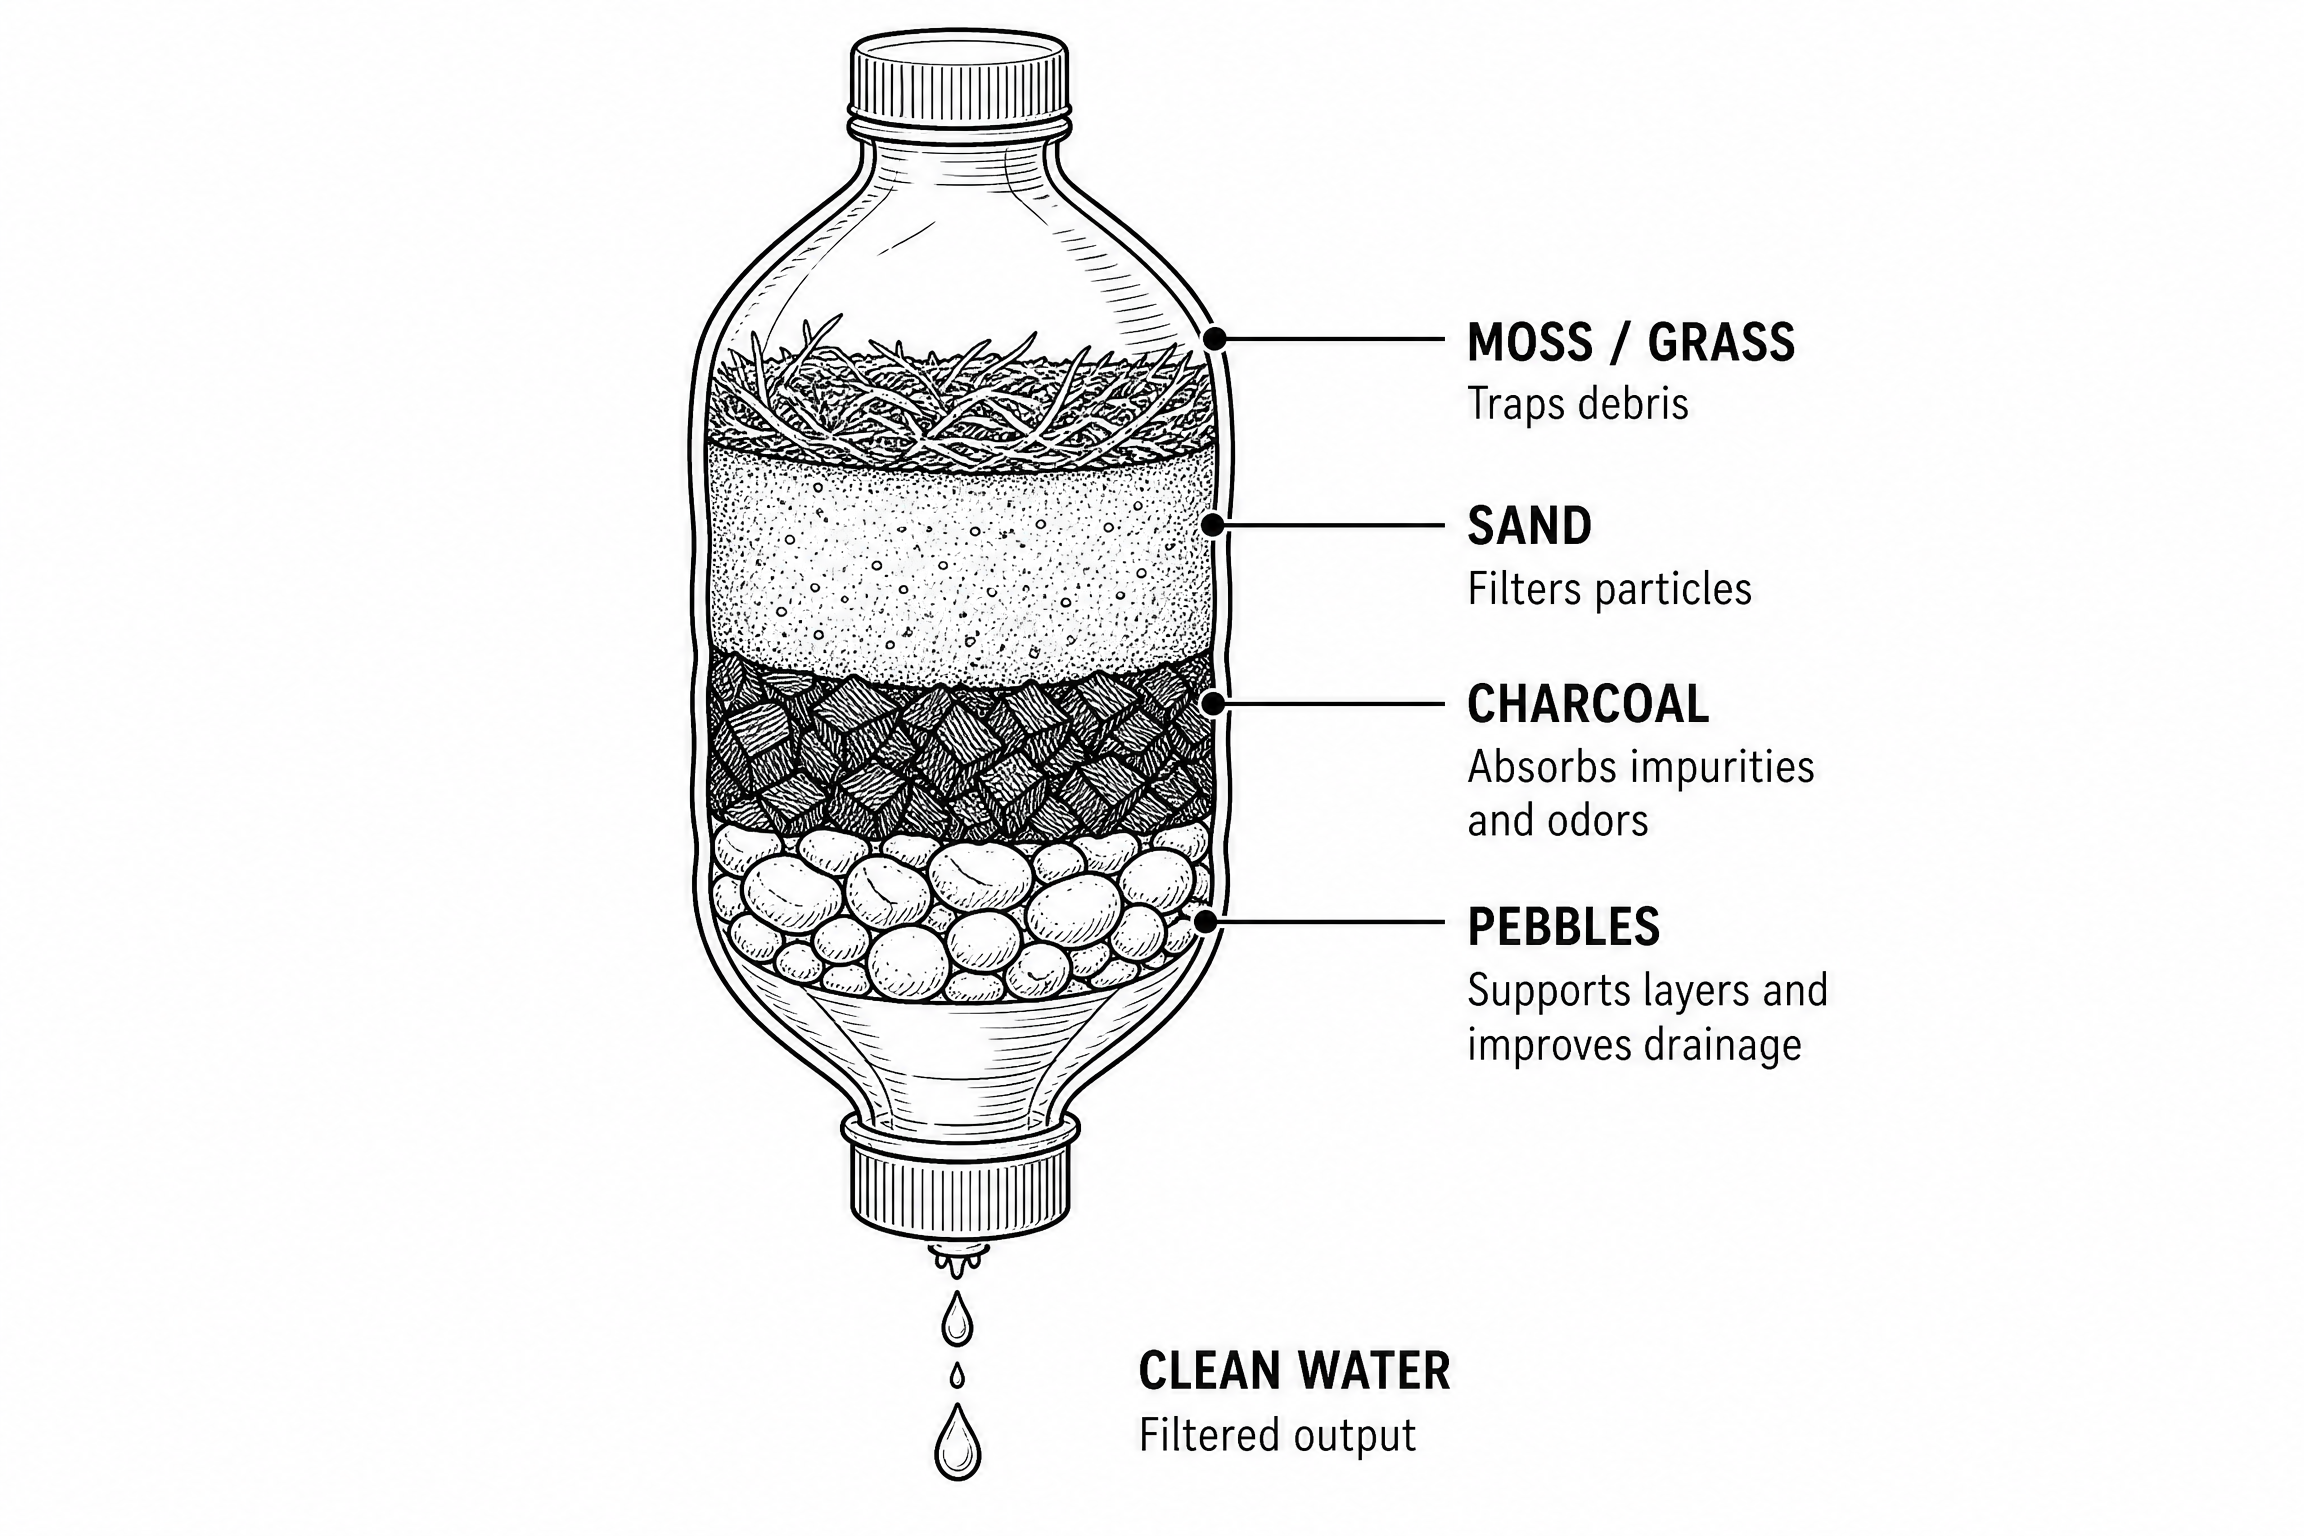 MOSS / GRASS
Traps debris
SAND
Filters particles
CHARCOAL
Absorbs impurities
and odors
PEBBLES
Supports layers and
improves drainage
CLEAN WATER
Filtered output